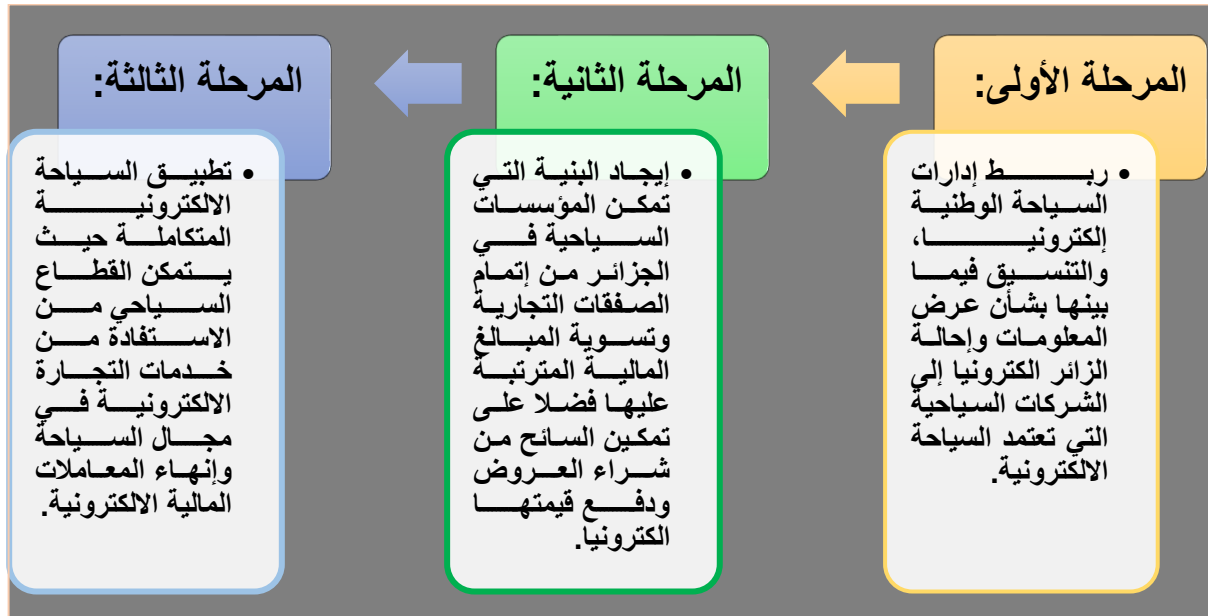 المرحلة الأولى:
• ربط إدارات
السياحة الوطنية
إلكترونيا،
والتنسيق فيما
بينها بشأن عرض
المعلومات وإحالة
الزائر الكترونيا إلى
الشركات السياحية
التي تعتمد السياحة
الالكترونية.
المرحلة الثانية:
• إيجاد البنية التي
تمكن المؤسسات
السياحية في
الجزائر من إتمام
الصفقات التجارية
وتسوية المبالغ
المالية المترتبة
عليها فضلا على
تمكين السائح من
شراء العروض
ودفع قيمتها
الكترونيا.
المرحلة الثالثة:
• تطبيق السياحة
الالكترونية
المتكاملة حيث
يتمكن القطاع
السياحي من
الاستفادة من
خدمات التجارة
الالكترونية في
مجال السياحة
وإنهاء المعاملات
المالية الالكترونية.